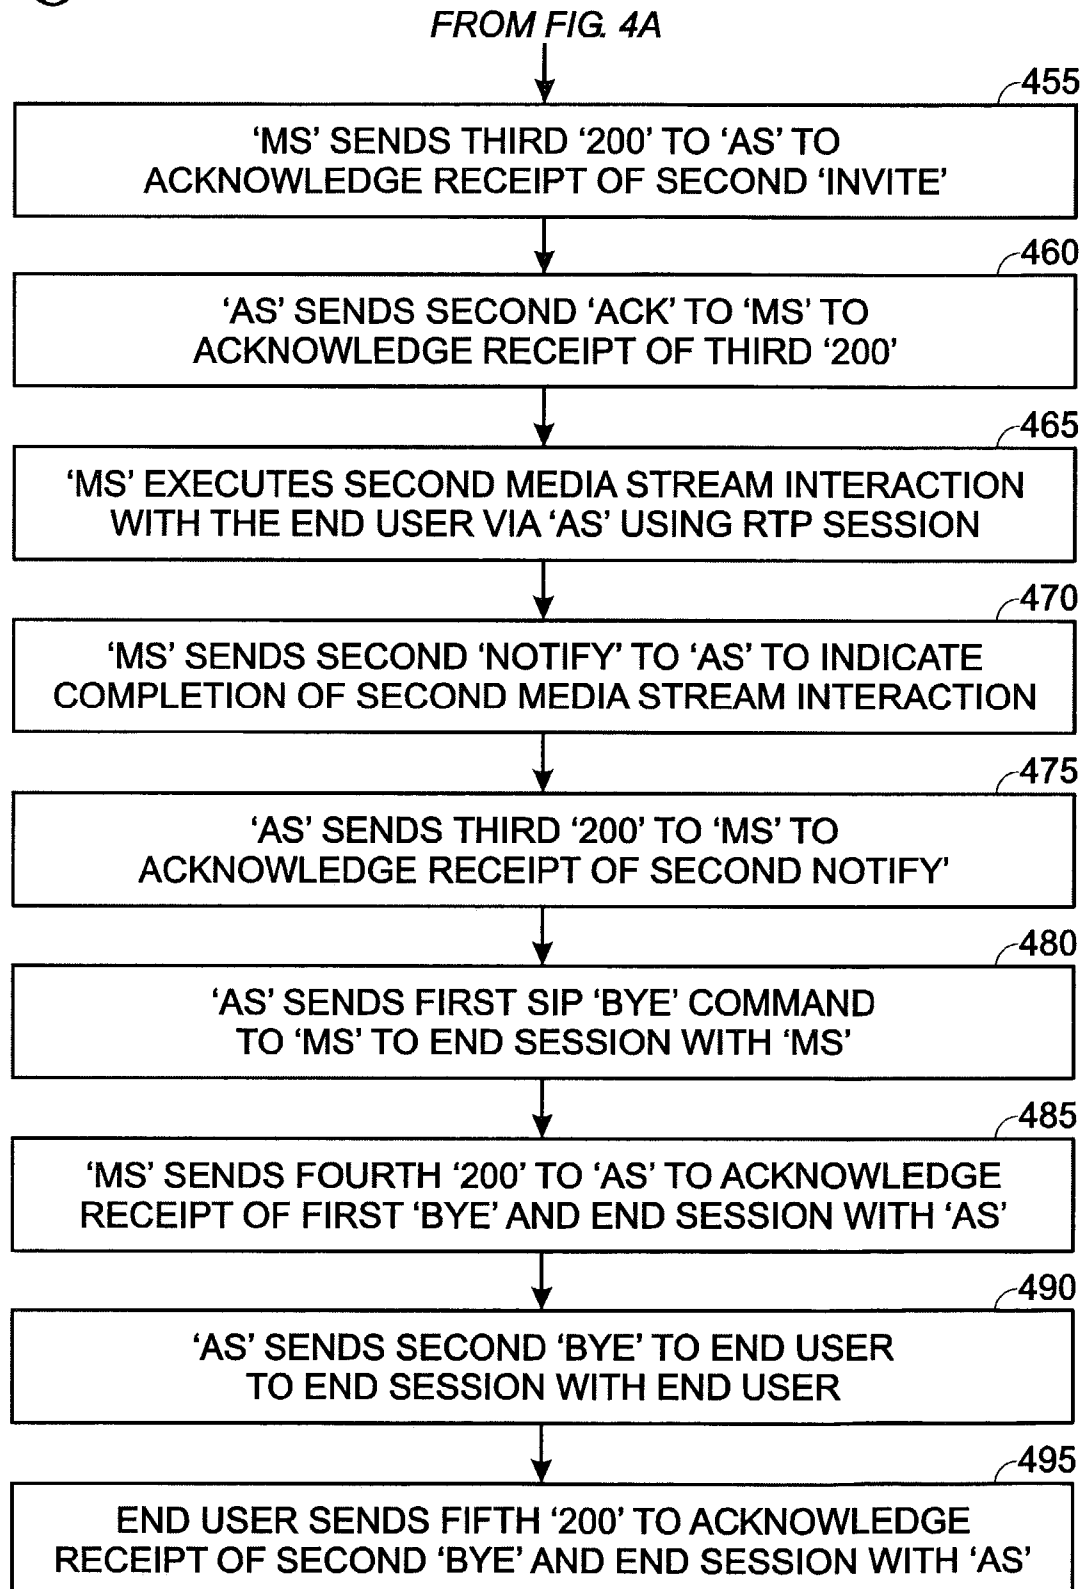 FROM FIG. 4A
455
‘MS’ SENDS THIRD ‘200’ TO ‘AS’ TO
ACKNOWLEDGE RECEIPT OF SECOND ‘INVITE’
460
‘AS’ SENDS SECOND ‘ACK’ TO ‘MS’ TO
ACKNOWLEDGE RECEIPT OF THIRD ‘200’
465
‘MS’ EXECUTES SECOND MEDIA STREAM INTERACTION
WITH THE END USER VIA ‘AS’ USING RTP SESSION
470
‘MS’ SENDS SECOND ‘NOTIFY’ TO ‘AS’ TO INDICATE
COMPLETION OF SECOND MEDIA STREAM INTERACTION
475
‘AS’ SENDS THIRD ‘200’ TO ‘MS’ TO
ACKNOWLEDGE RECEIPT OF SECOND NOTIFY’
480
‘AS’ SENDS FIRST SIP ‘BYE’ COMMAND
TO ‘MS’ TO END SESSION WITH ‘MS’
485
‘MS’ SENDS FOURTH ‘200’ TO ‘AS’ TO ACKNOWLEDGE
RECEIPT OF FIRST ‘BYE’ AND END SESSION WITH ‘AS’
490
‘AS’ SENDS SECOND ‘BYE’ TO END USER
TO END SESSION WITH END USER
495
END USER SENDS FIFTH ‘200’ TO ACKNOWLEDGE
RECEIPT OF SECOND ‘BYE’ AND END SESSION WITH ‘AS’